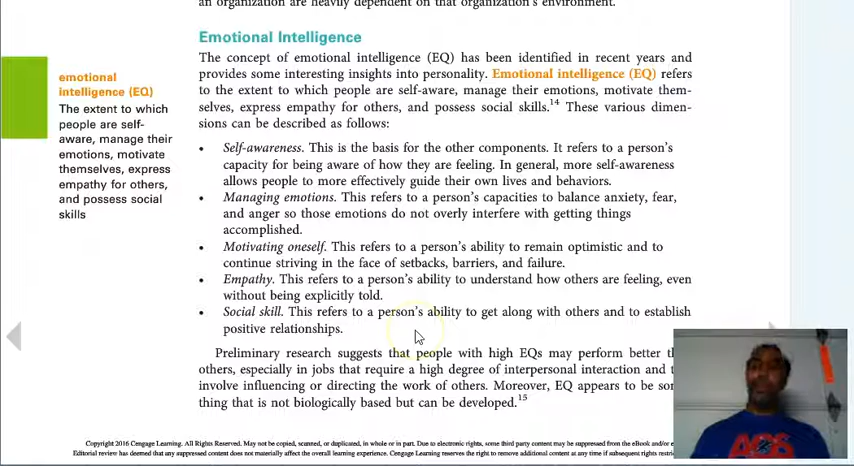 an organization are heavily dependent on that organization's environment.
Emotional Intelligence
The concept of emotional intelligence (EQ) has been identified in recent years and
provides some interesting insights into personality. Emotional intelligence (EQ) refers
to the extent to which people are self-aware, manage their emotions, motivate them-
selves, express empathy for others, and possess social skills.14 These various dimen-
sions can be described as follows:
• Self-awareness. This is the basis for the other components. It refers to a person's
capacity for being aware of how they are feeling. In general, more self-awareness
allows people to more effectively guide their own lives and behaviors.
• Managing emotions. This refers to a person's capacities to balance anxiety, fear,
and anger so those emotions do not overly interfere with getting things
accomplished.
• Motivating oneself. This refers to a person's ability to remain optimistic and to
continue striving in the face of setbacks, barriers, and failure.
• Empathy. This refers to a person's ability to understand how others are feeling, even
without being explicitly told.
• Social skill. This refers to a person's ability to get along with others and to establish
positive relationships.
Preliminary research suggests that people with high EQs may perform better
others, especially in jobs that require a high degree of interpersonal interaction and
involve influencing or directing the work of others. Moreover, EQ appears to be
thing that is not biologically based but can be developed.15
emotional
intelligence (EQ)
The extent to which
people are self-
aware, manage their
emotions, motivate
themselves, express
empathy for others,
and possess social
skills
Copyright 2016 Cengage Learning. All Rights Reserved. May not be copied, scanned, or duplicated, in whole or in part. Due to electronic rights, some third party content may be suppressed from the eBook and/or
Editorial review has deemed that any suppressed content does not materially affect the overall learning experience. Cengage Learning reserves the right to remove additional content at any time if subsequent rights